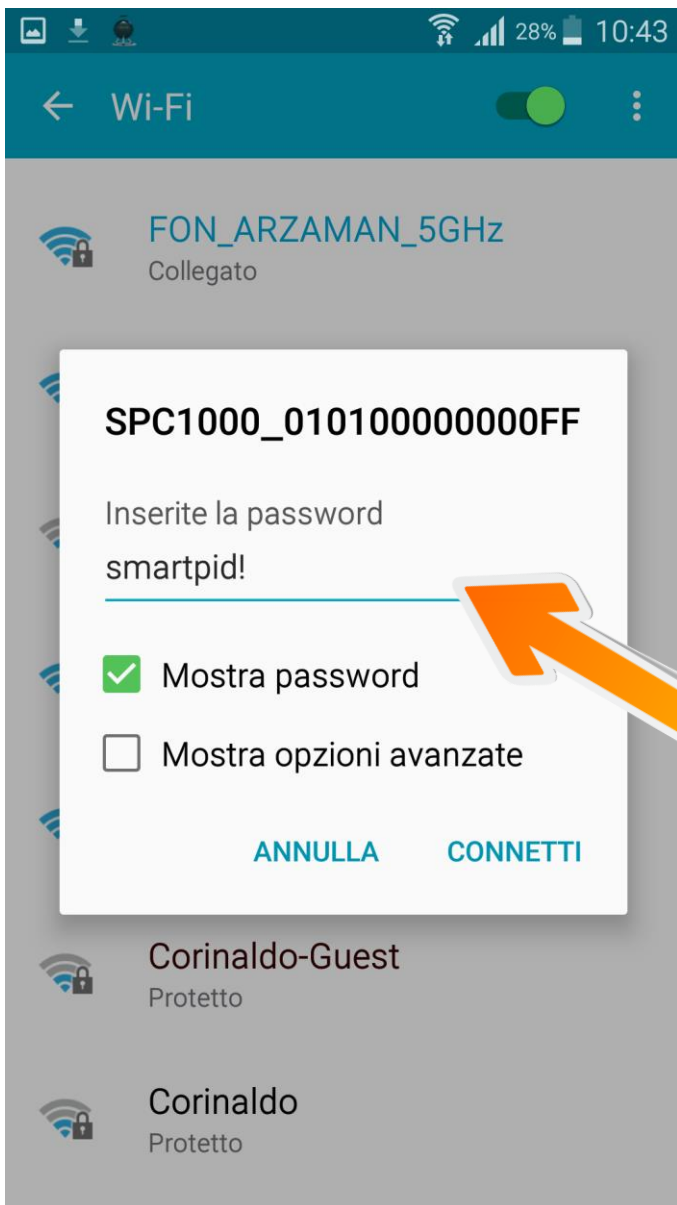 28% 10:43
Wi-Fi
FON_ARZAMAN_5GHz
Collegato
SPC1000_010100000000FF
Inserite la password
smartpid!
Mostra password
Mostra opzioni avanzate
ANNULLA CONNETTI
Corinaldo-Guest
Protetto
Corinaldo
Protetto